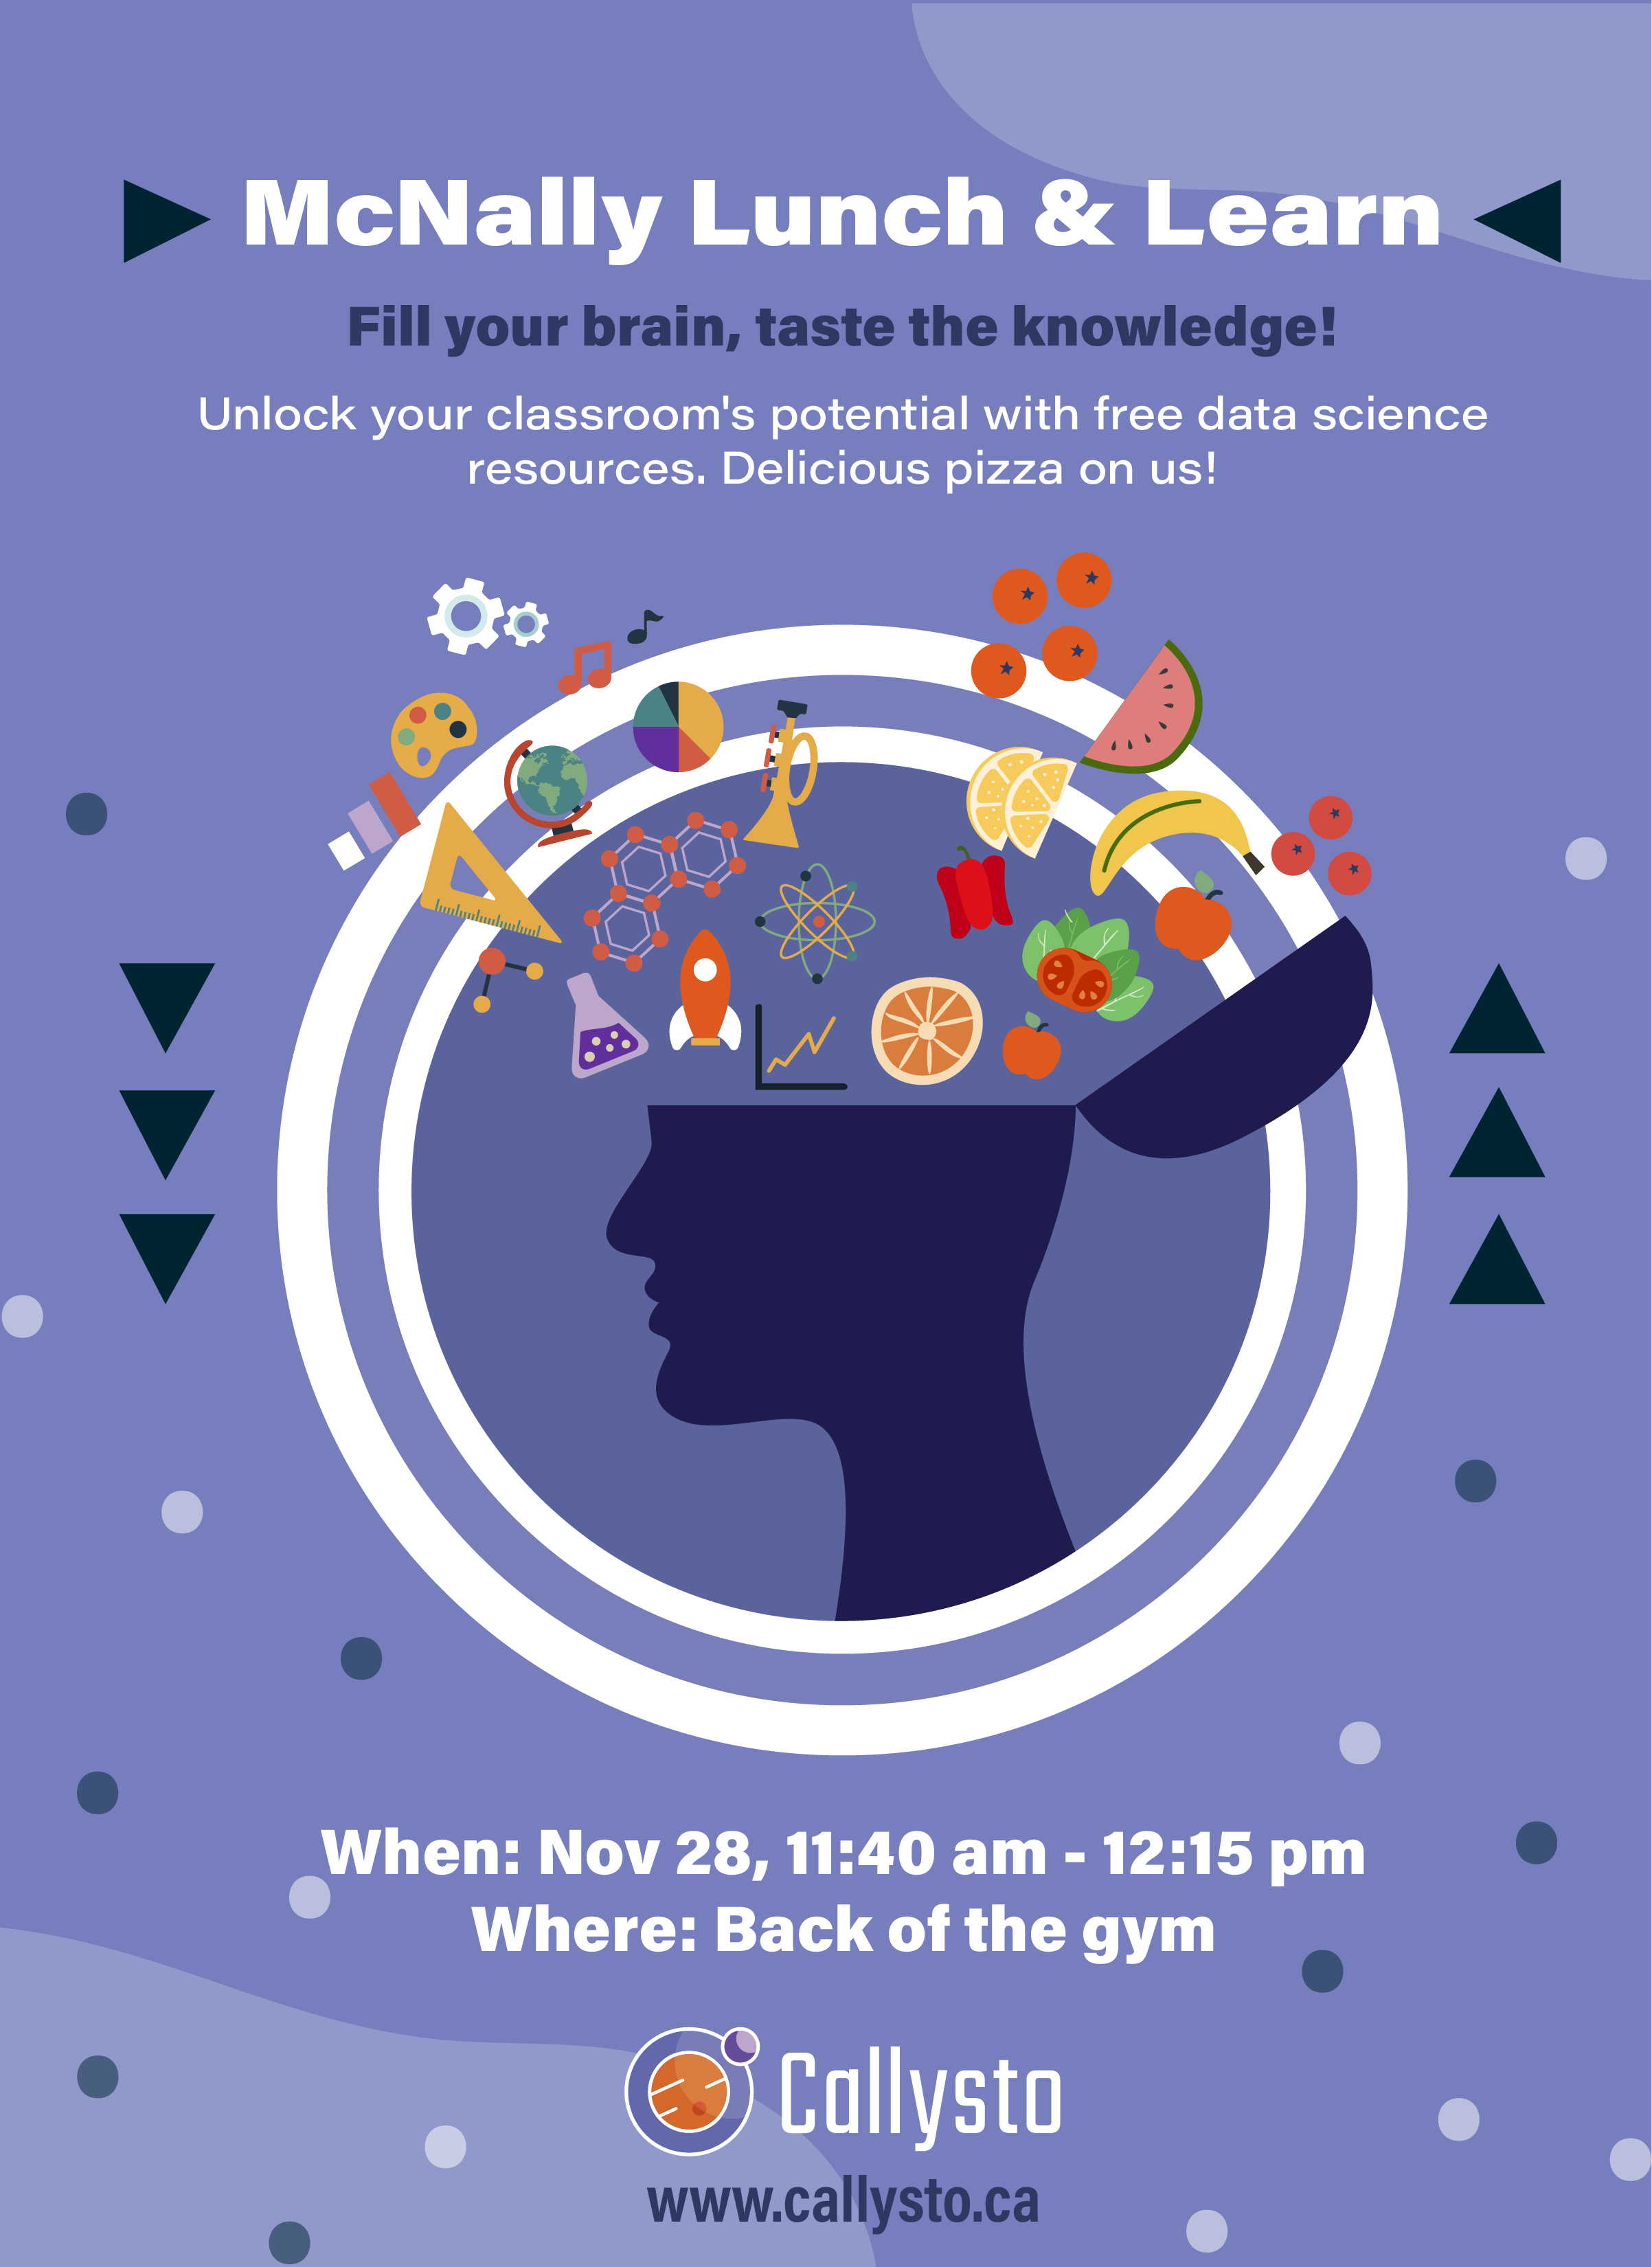 McNally Lunch & Learn
Fill your brain, taste the knowledge!
Unlock your classroom's potential with free data science
resources. Delicious pizza on us!
When: Nov 28, 11:40 am - 12:15 pm
Where: Back of the gym
Callysto
www.callysto.ca